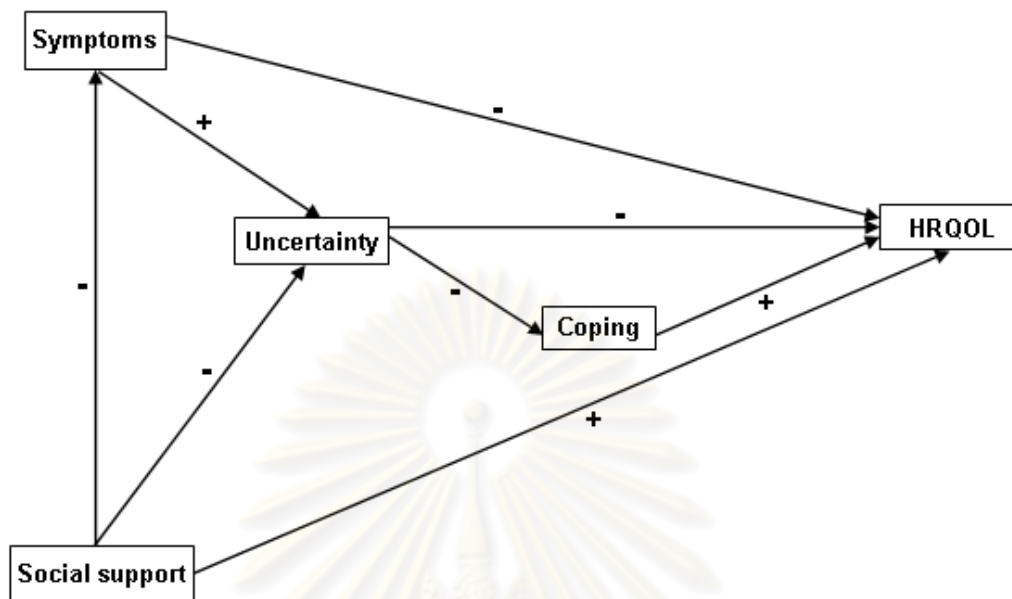 Symptoms
-
+
Uncertainty
-
HRQOL
-
-
Coping
+
-
+
Social support